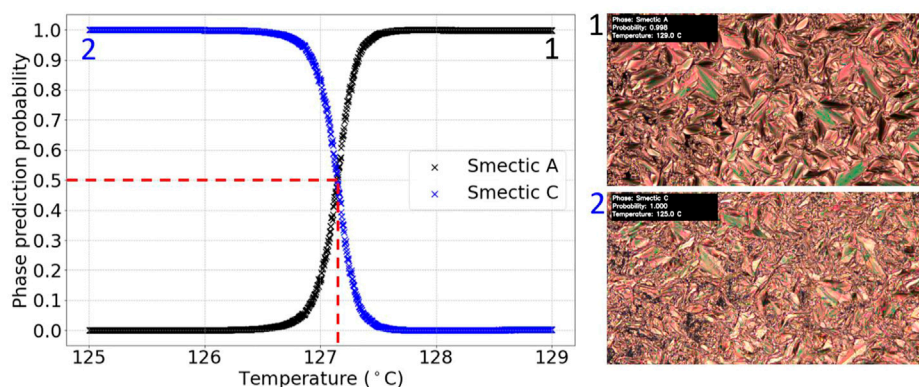 1.0
0.9
0.8
0.7
0.6
0.5
0.4
0.3
0.2
0.1
0.0
Phase prediction probability
2
1
Smectic A
Smectic C
125
126
127
128
129
Temperature (°C)
1
Phase: Smectic A
Probability: 0.998
Temperature: 129.0 C
2
Phase: Smectic C
Probability: 1.000
Temperature: 125.0 C